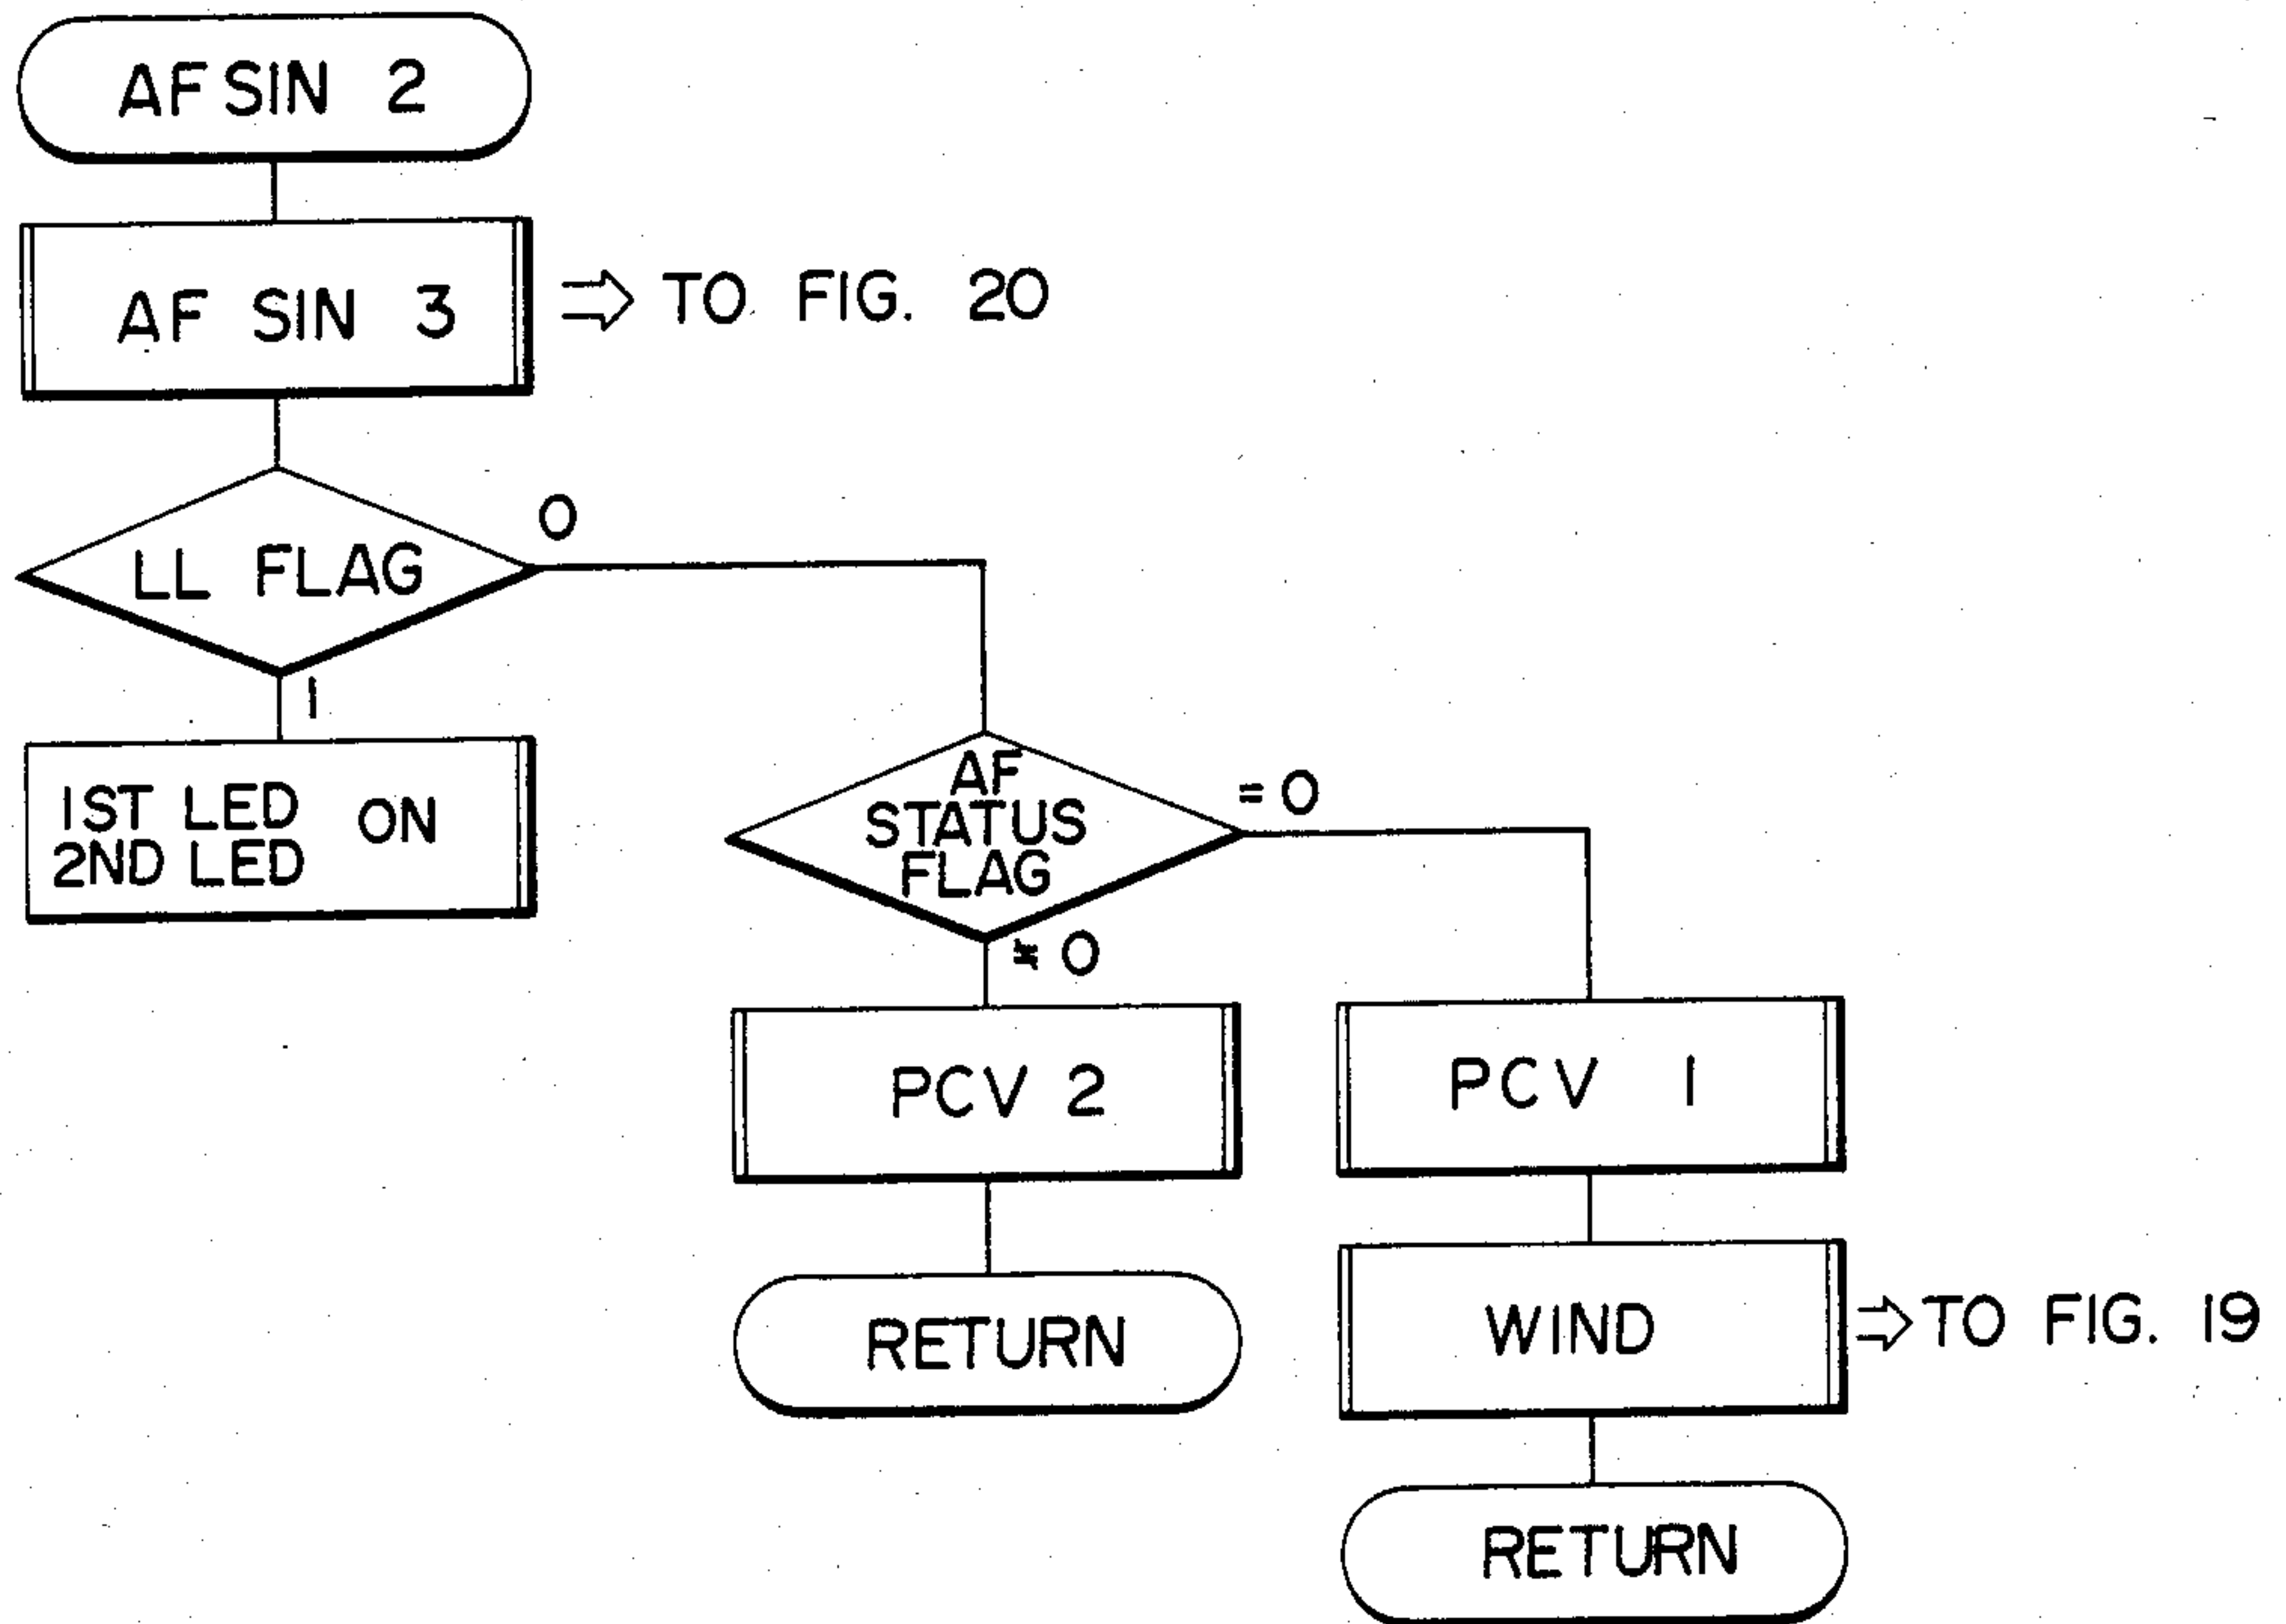 AF SIN 2
AF SIN 3
⇒ TO FIG. 20
LL FLAG
0
1
1ST LED
2ND LED
ON
AF
STATUS
FLAG
= 0
≠ 0
PCV 2
RETURN
PCV 1
WIND
⇒ TO FIG. 19
RETURN